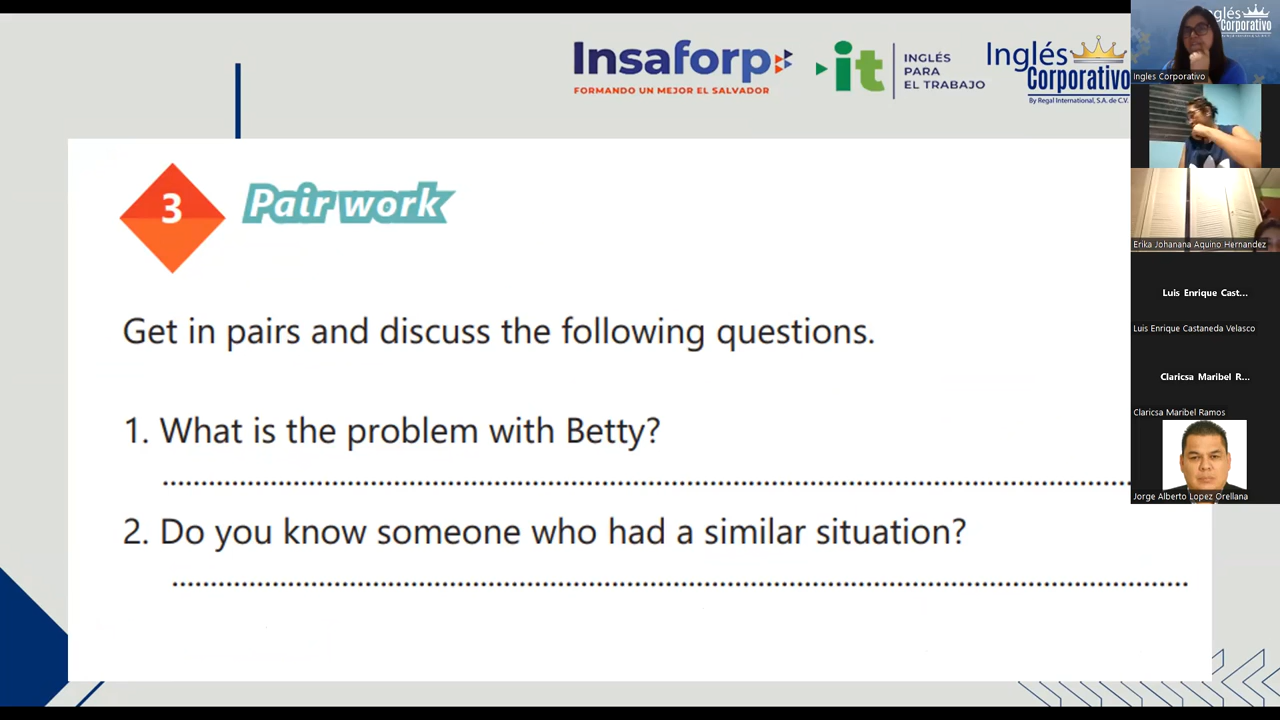 Insaforp
FORMANDO UN MEJOR EL SALVADOR
it
INGLÉS
PARA
EL TRABAJO
Inglés
Corporativo
By Regal International, S.A. de C.V.
3
Pair work
Get in pairs and discuss the following questions.
1. What is the problem with Betty?
2. Do you know someone who had a similar situation?
Inglés
Corporativo
Ingles Corporativo
Erika Johanana Aquino Hernandez
Luis Enrique Cast...
Luis Enrique Castaneda Velasco
Claricsa Maribel R...
Claricsa Maribel Ramos
Jorge Alberto Lopez Orellana